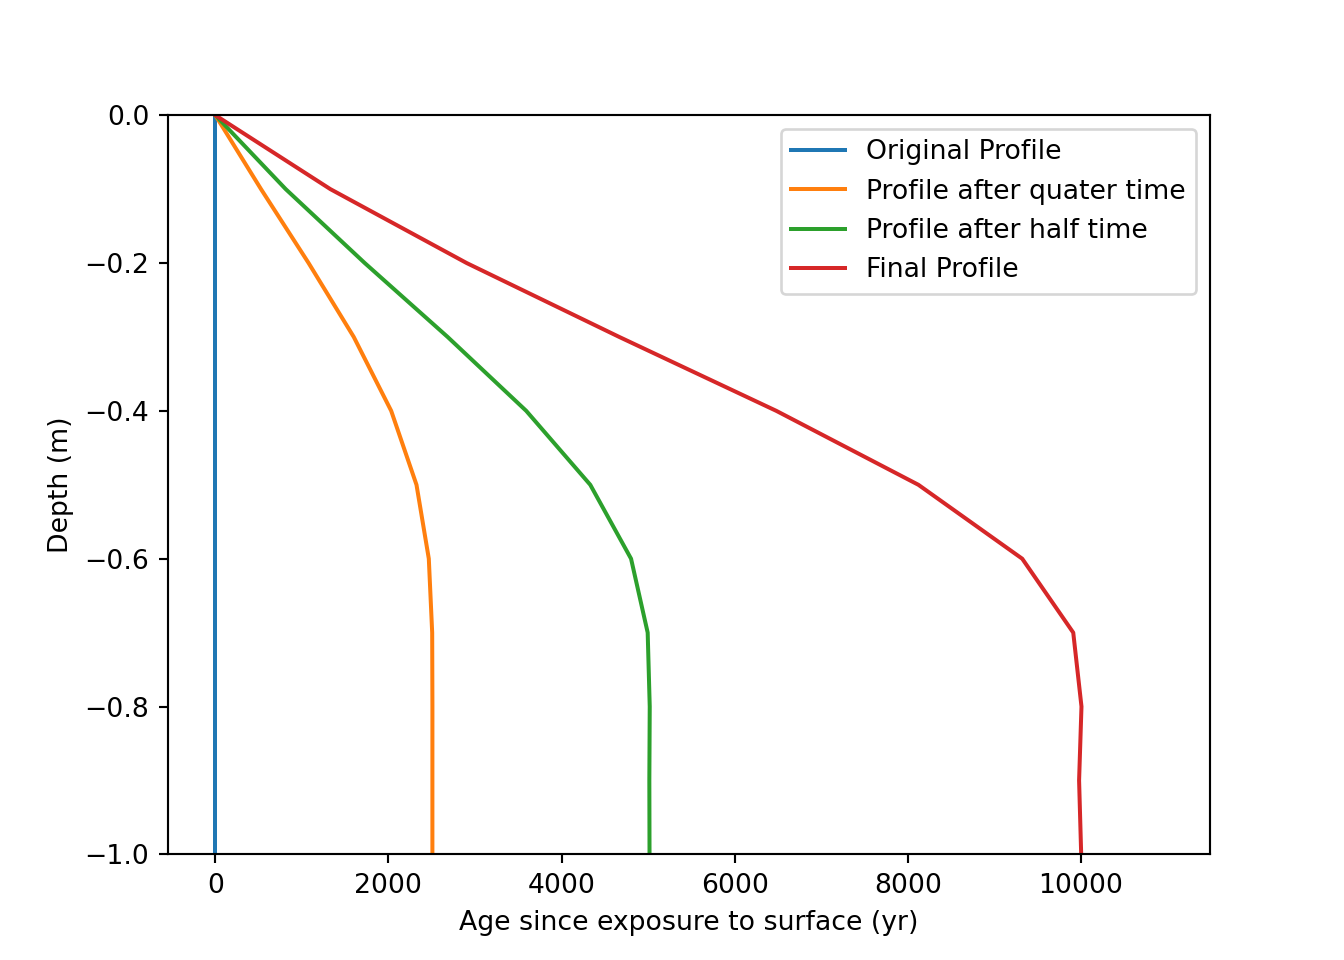 0.0
−0.2
−0.4
−0.6
−0.8
−1.0
Depth (m)
Original Profile
Profile after quater time
Profile after half time
Final Profile
0 2000 4000 6000 8000 10000
Age since exposure to surface (yr)